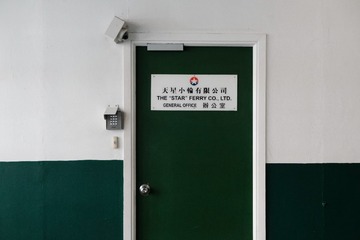 天星小輪有限公司
THE "STAR" FERRY CO., LTD.
GENERAL OFFICE 辦公室